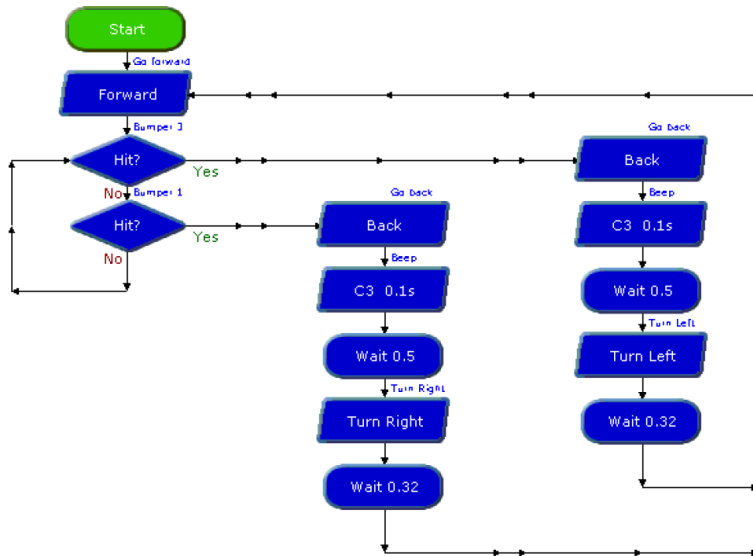 Start
Go forward
Forward
Bumper
Hit?
Yes
No
Bumper 1
Hit?
Yes
No
Go back
Back
Beep
C3 0.1s
Wait 0.5
Turn Right
Turn Right
Wait 0.32
Go back
Back
Beep
C3 0.1s
Wait 0.5
Turn Left
Turn Left
Wait 0.32